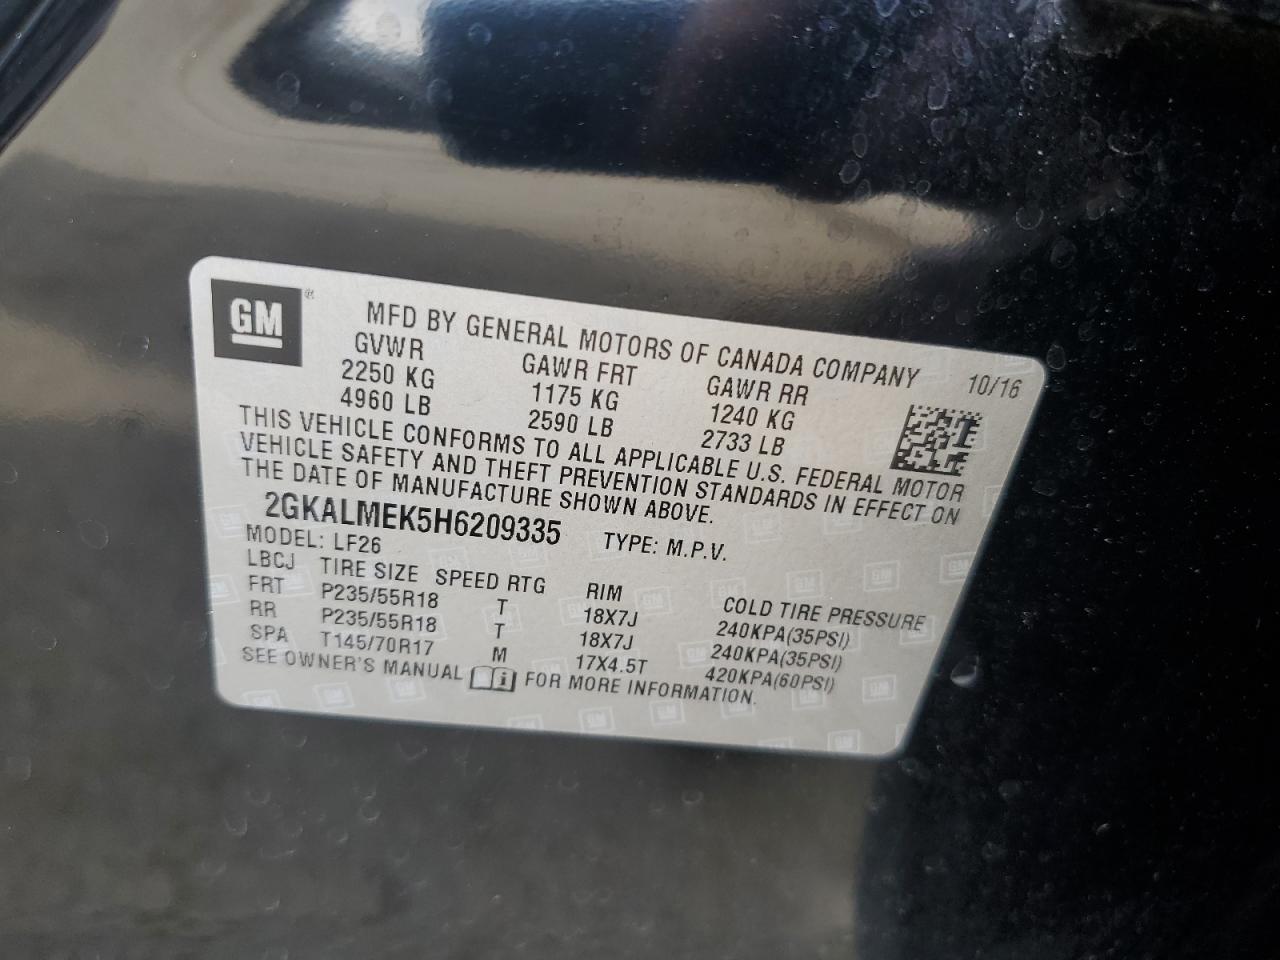 GM ®
MFD BY GENERAL MOTORS OF CANADA COMPANY 10/16
GVWR GAWR FRT GAWR RR
2250 KG 1175 KG 1240 KG
4960 LB 2590 LB 2733 LB
THIS VEHICLE CONFORMS TO ALL APPLICABLE U.S. FEDERAL MOTOR
VEHICLE SAFETY AND THEFT PREVENTION STANDARDS IN EFFECT ON
THE DATE OF MANUFACTURE SHOWN ABOVE.
2GKALMEK5H6209335 TYPE: M.P.V.
MODEL: LF26
LBCJ TIRE SIZE SPEED RTG RIM COLD TIRE PRESSURE
FRT P235/55R18 T 18X7J 240KPA(35PSI)
RR P235/55R18 T 18X7J 240KPA(35PSI)
SPA T145/70R17 M 17X4.5T 420KPA(60PSI)
SEE OWNER'S MANUAL i FOR MORE INFORMATION.